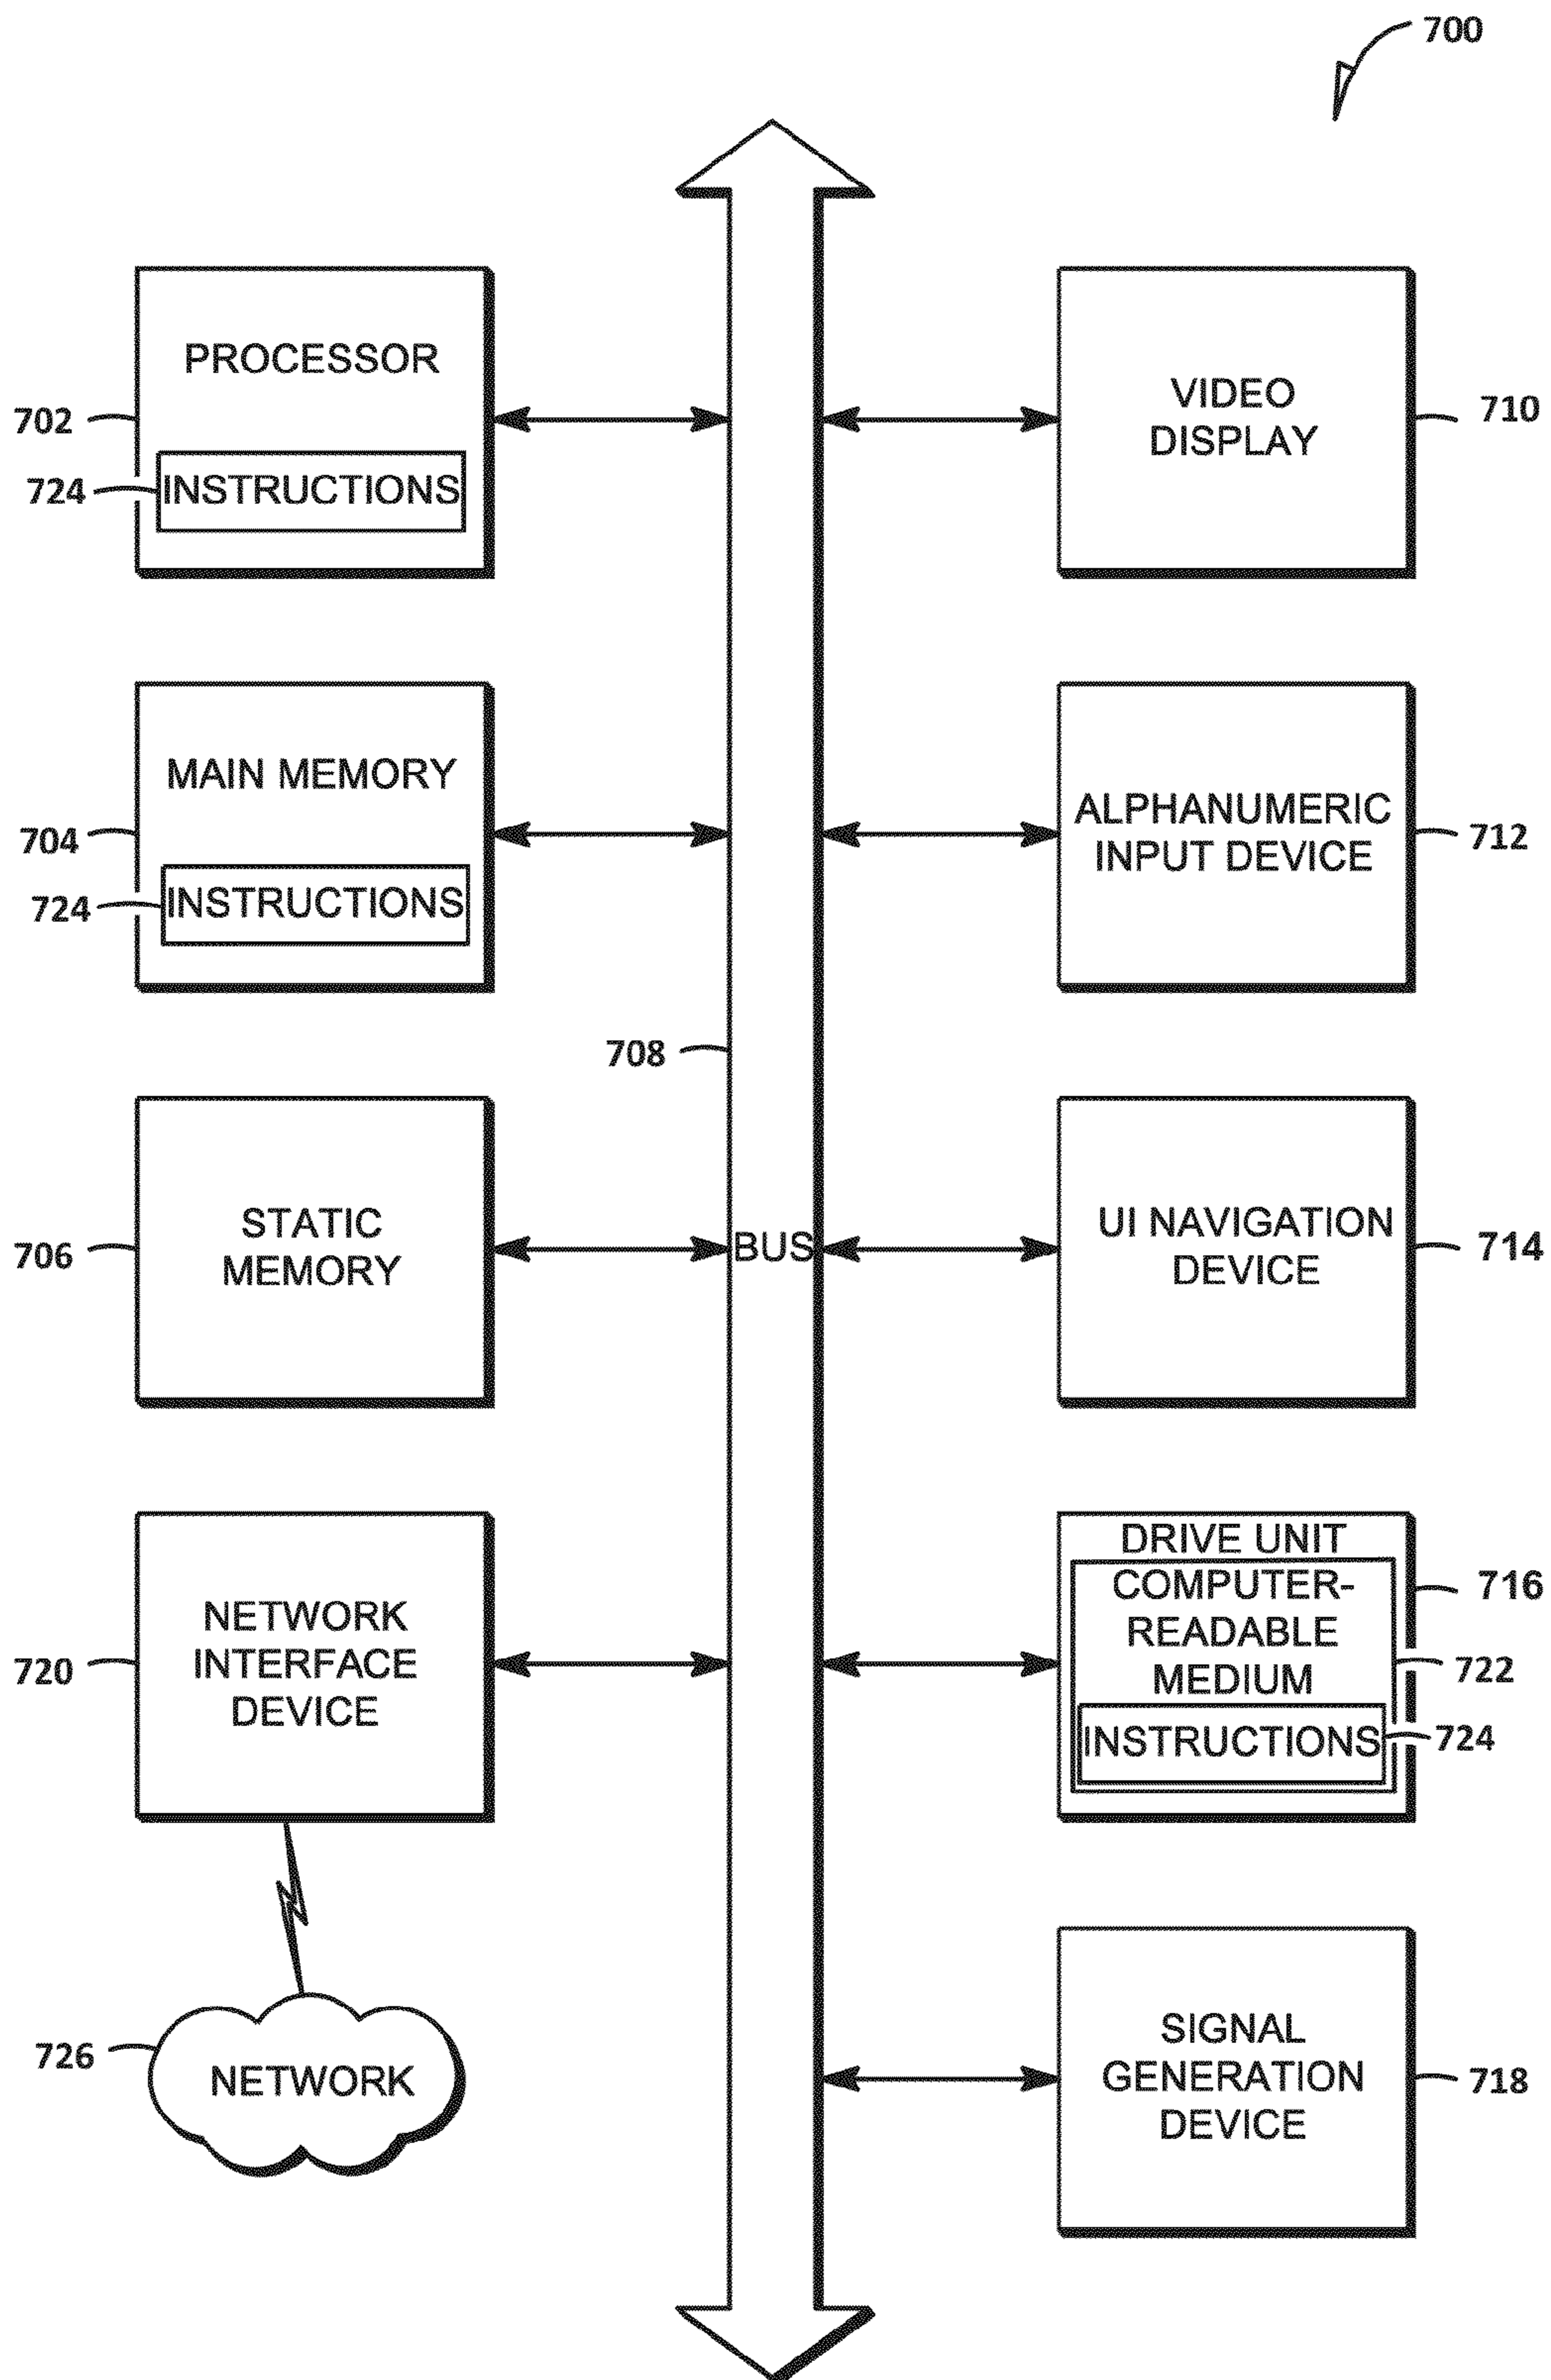 700
PROCESSOR
702
724
INSTRUCTIONS
VIDEO
DISPLAY
710
MAIN MEMORY
704
724
INSTRUCTIONS
ALPHANUMERIC
INPUT DEVICE
712
708
STATIC
MEMORY
706
BUS
UI NAVIGATION
DEVICE
714
NETWORK
INTERFACE
DEVICE
720
DRIVE UNIT
COMPUTER-
READABLE
MEDIUM
INSTRUCTIONS
716
722
724
726
NETWORK
SIGNAL
GENERATION
DEVICE
718